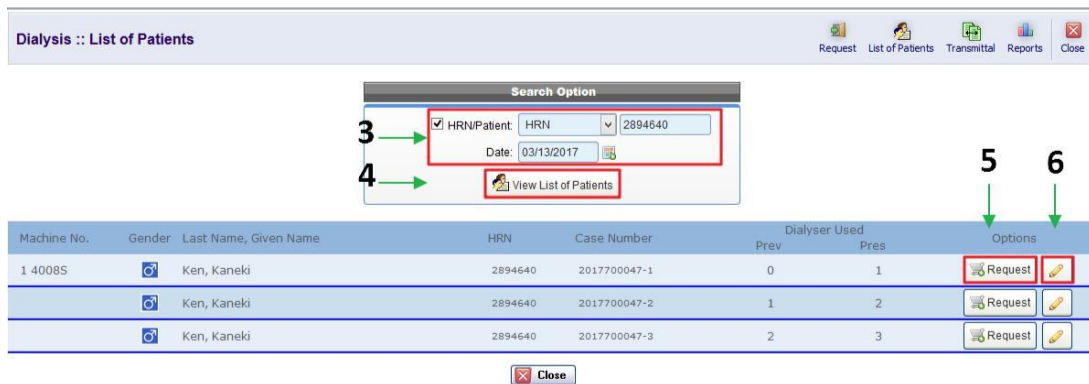 Dialysis :: List of Patients
Request List of Patients Transmittal Reports Close
Search Option
3 HRN/Patient: HRN 2894640
Date: 03/13/2017
4 View List of Patients
5 6
Machine No. Gender Last Name, Given Name HRN Case Number Dialyser Used Prev Pres Options
1 4008S Ken, Kaneki 2894640 2017700047-1 0 1 Request
Ken, Kaneki 2894640 2017700047-2 1 2 Request
Ken, Kaneki 2894640 2017700047-3 2 3 Request
Close